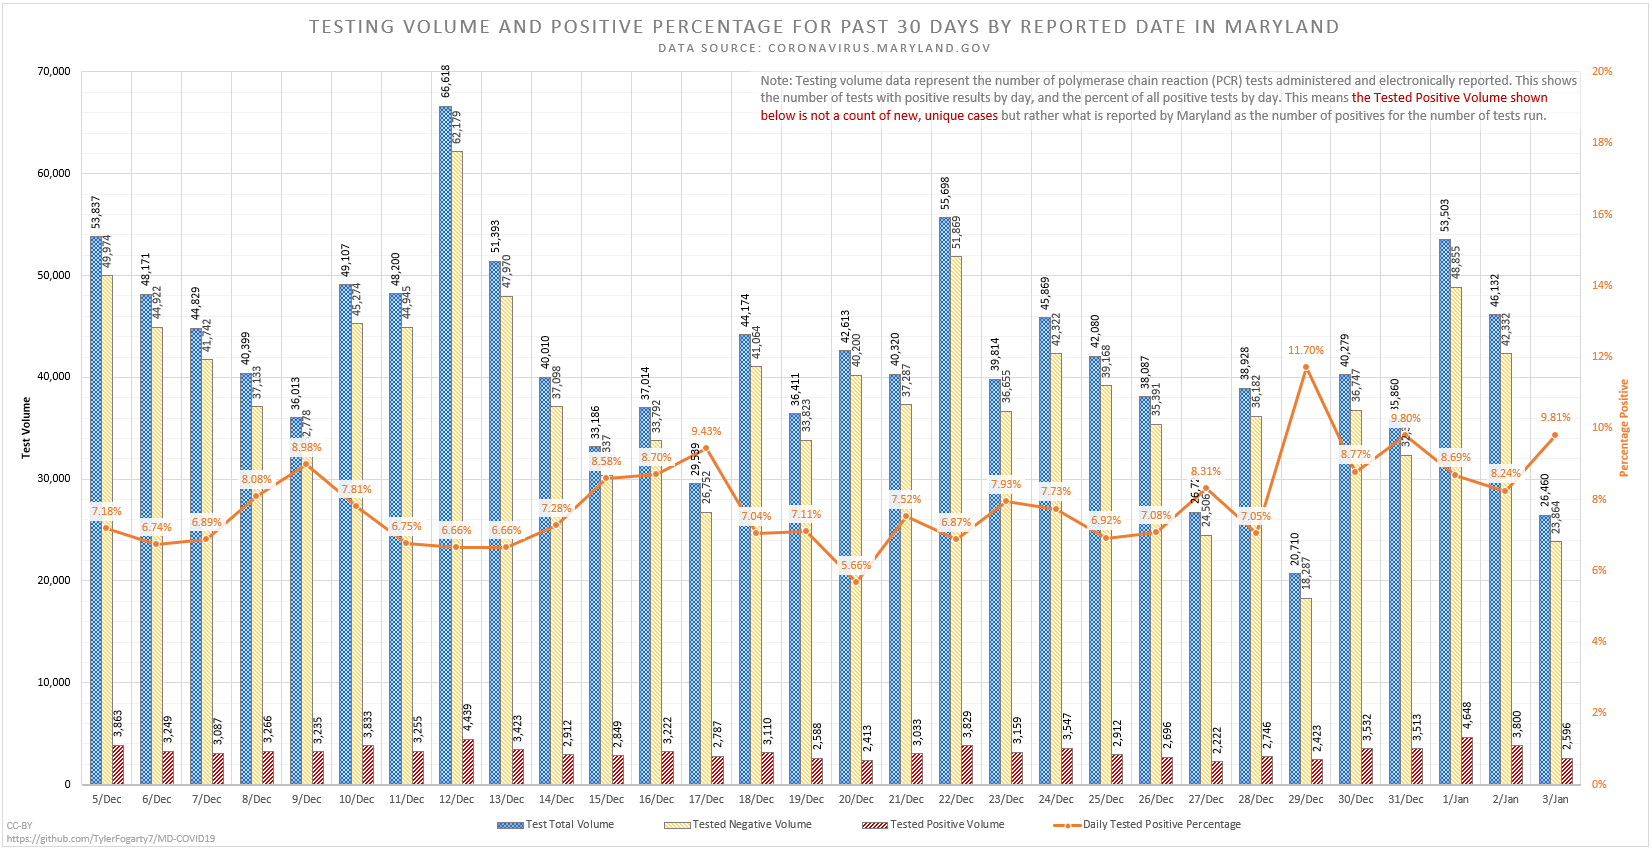 TESTING VOLUME AND POSITIVE PERCENTAGE FOR PAST 30 DAYS BY REPORTED DATE IN MARYLAND
DATA SOURCE: CORONAVIRUS.MARYLAND.GOV
Note: Testing volume data represent the number of polymerase chain reaction (PCR) tests administered and electronically reported. This shows
the number of tests with positive results by day, and the percent of all positive tests by day. This means the Tested Positive Volume shown
below is not a count of new, unique cases but rather what is reported by Maryland as the number of positives for the number of tests run.
Test Volume
70,000
60,000
50,000
40,000
30,000
20,000
10,000
0
53,837 48,171 44,829 40,399 36,013 49,107 48,200 66,618 51,393 40,010 33,186 37,014 29,539 44,174 36,411 42,613 40,320 55,698 39,814 45,869 42,080 38,087 38,928 20,710 40,279 35,860 53,503 46,132 26,460
49,974 44,922 41,742 37,133 45,274 44,945 62,179 47,970 37,098 33,792 26,752 41,064 33,823 40,200 37,287 51,869 36,655 42,322 39,168 35,391 24,506 36,182 18,287 36,747 48,855 42,332 23,864
7.18% 6.74% 6.89% 8.08% 8.98% 7.81% 6.75% 6.66% 6.66% 7.28% 8.58% 8.70% 9.43% 7.04% 7.11% 5.66% 7.52% 6.87% 7.93% 7.73% 6.92% 7.08% 8.31% 7.05% 11.70% 8.77% 9.80% 8.69% 8.24% 9.81%
3,863 3,249 3,087 3,266 3,235 3,833 3,255 4,439 3,423 2,912 2,849 3,222 2,787 3,110 2,588 2,413 3,033 3,829 3,159 3,547 2,912 2,696 2,222 2,746 2,423 3,532 3,513 4,648 3,800 2,596
20%
18%
16%
14%
12%
10%
8%
6%
4%
2%
0%
Percentage Positive
5/Dec 6/Dec 7/Dec 8/Dec 9/Dec 10/Dec 11/Dec 12/Dec 13/Dec 14/Dec 15/Dec 16/Dec 17/Dec 18/Dec 19/Dec 20/Dec 21/Dec 22/Dec 23/Dec 24/Dec 25/Dec 26/Dec 27/Dec 28/Dec 29/Dec 30/Dec 31/Dec 1/Jan 2/Jan 3/Jan
Test Total Volume Tested Negative Volume Tested Positive Volume Daily Tested Positive Percentage
CC-BY
https://github.com/TylerFogarty7/MD-COVID19